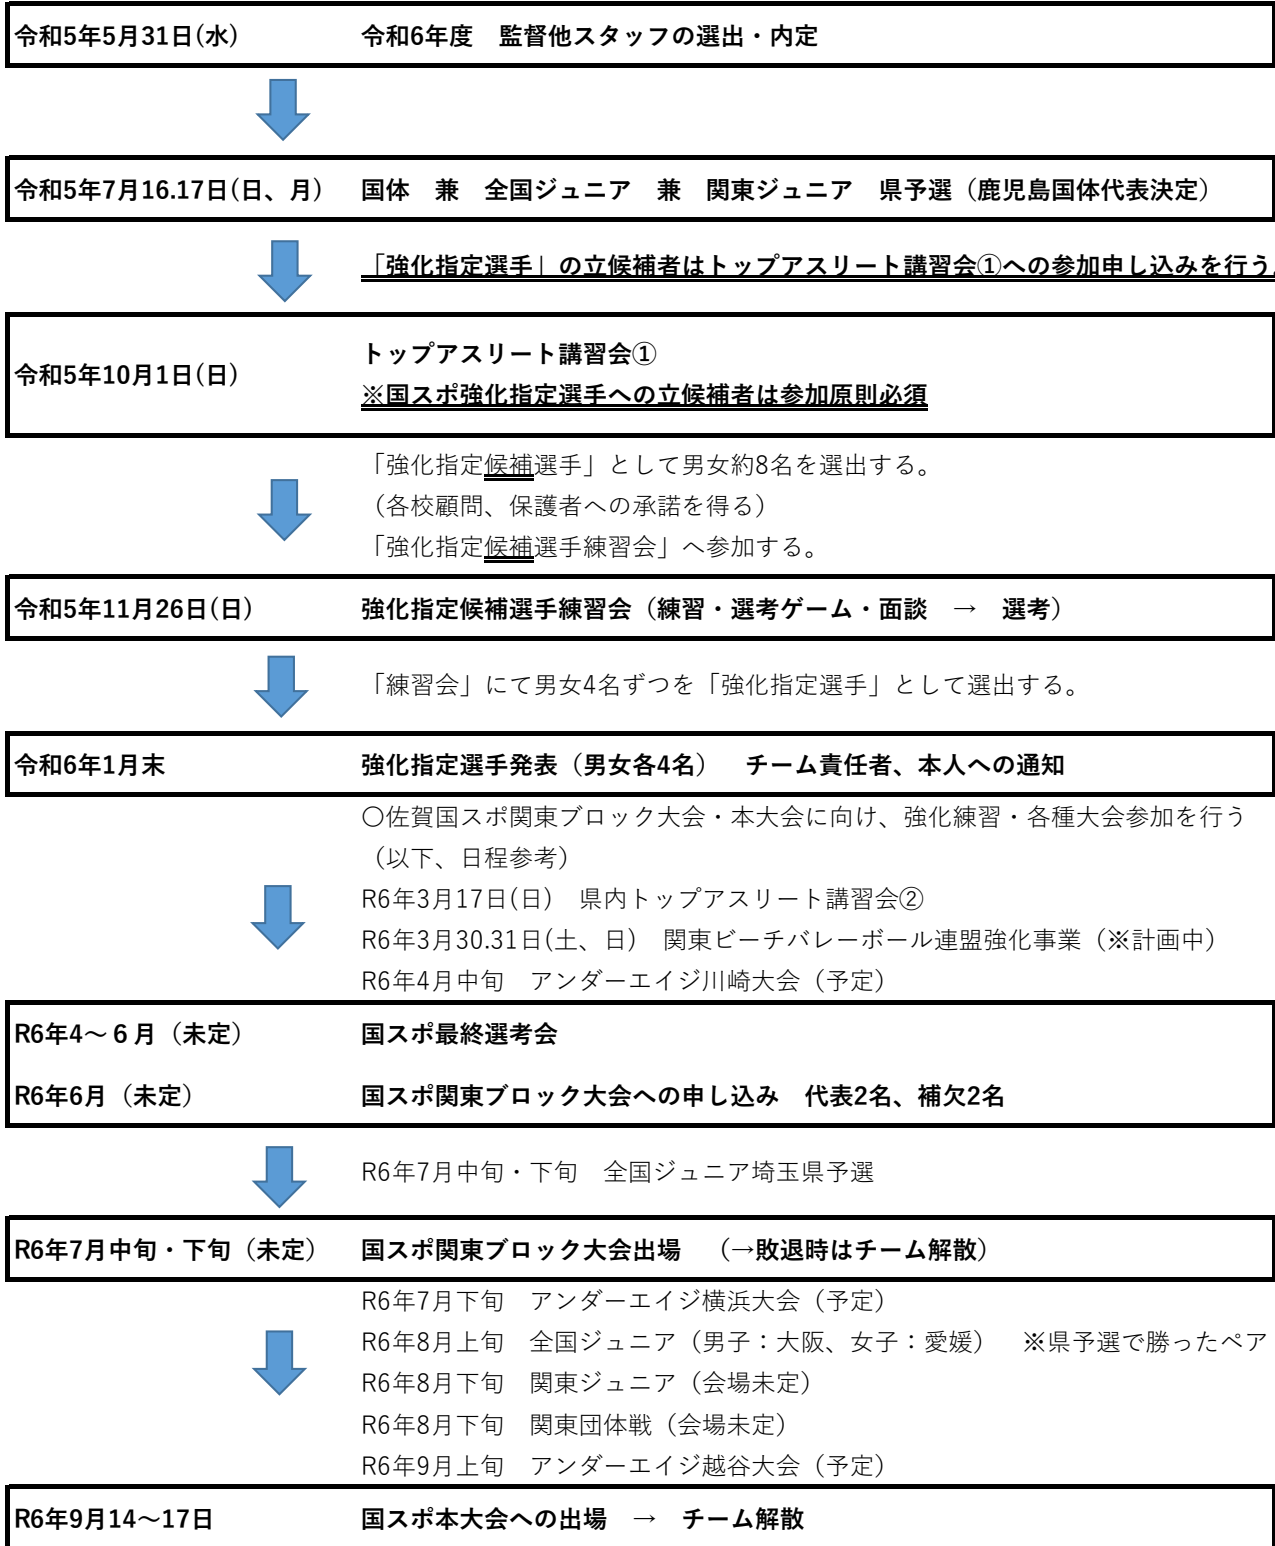 令和5年5月31日(水)　令和6年度　監督他スタッフの選出・内定
令和5年7月16.17日(日、月)　国体　兼　全国ジュニア　兼　関東ジュニア　県予選（鹿児島国体代表決定）
「強化指定選手」の立候補者はトップアスリート講習会①への参加申し込みを行う
トップアスリート講習会①
令和5年10月1日(日)
※国スポ強化指定選手への立候補者は参加原則必須
「強化指定候補選手」として男女約8名を選出する。
（各校顧問、保護者への承諾を得る）
「強化指定候補選手練習会」へ参加する。
令和5年11月26日(日)　強化指定候補選手練習会（練習・選考ゲーム・面談　→　選考）
「練習会」にて男女4名ずつを「強化指定選手」として選出する。
令和6年1月末　強化指定選手発表（男女各4名）　チーム責任者、本人への通知
〇佐賀国スポ関東ブロック大会・本大会に向け、強化練習・各種大会参加を行う
（以下、日程参考）
R6年3月17日(日)　県内トップアスリート講習会②
R6年3月30.31日(土、日)　関東ビーチバレーボール連盟強化事業（※計画中）
R6年4月中旬　アンダーエイジ川崎大会（予定）
R6年4～６月（未定）　国スポ最終選考会
R6年6月（未定）　国スポ関東ブロック大会への申し込み　代表2名、補欠2名
R6年7月中旬・下旬　全国ジュニア埼玉県予選
R6年7月中旬・下旬（未定）　国スポ関東ブロック大会出場　（→敗退時はチーム解散）
R6年7月下旬　アンダーエイジ横浜大会（予定）
R6年8月上旬　全国ジュニア（男子：大阪、女子：愛媛）　※県予選で勝ったペア
R6年8月下旬　関東ジュニア（会場未定）
R6年8月下旬　関東団体戦（会場未定）
R6年9月上旬　アンダーエイジ越谷大会（予定）
R6年9月14～17日　国スポ本大会への出場　→　チーム解散